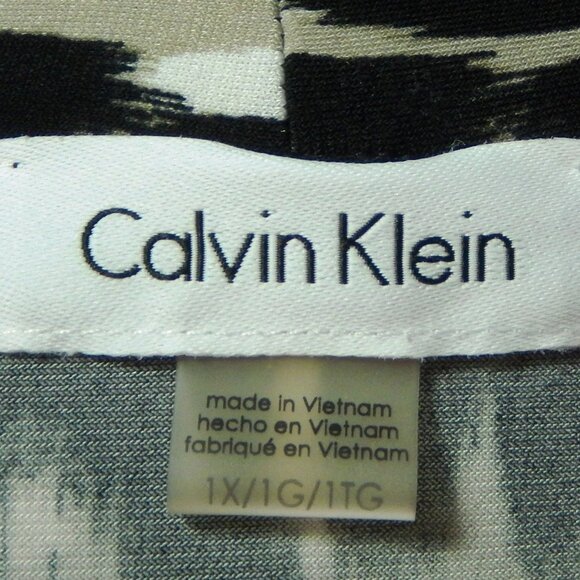 Calvin Klein
made in Vietnam
hecho en Vietnam
fabriqué en Vietnam
1X/1G/1TG